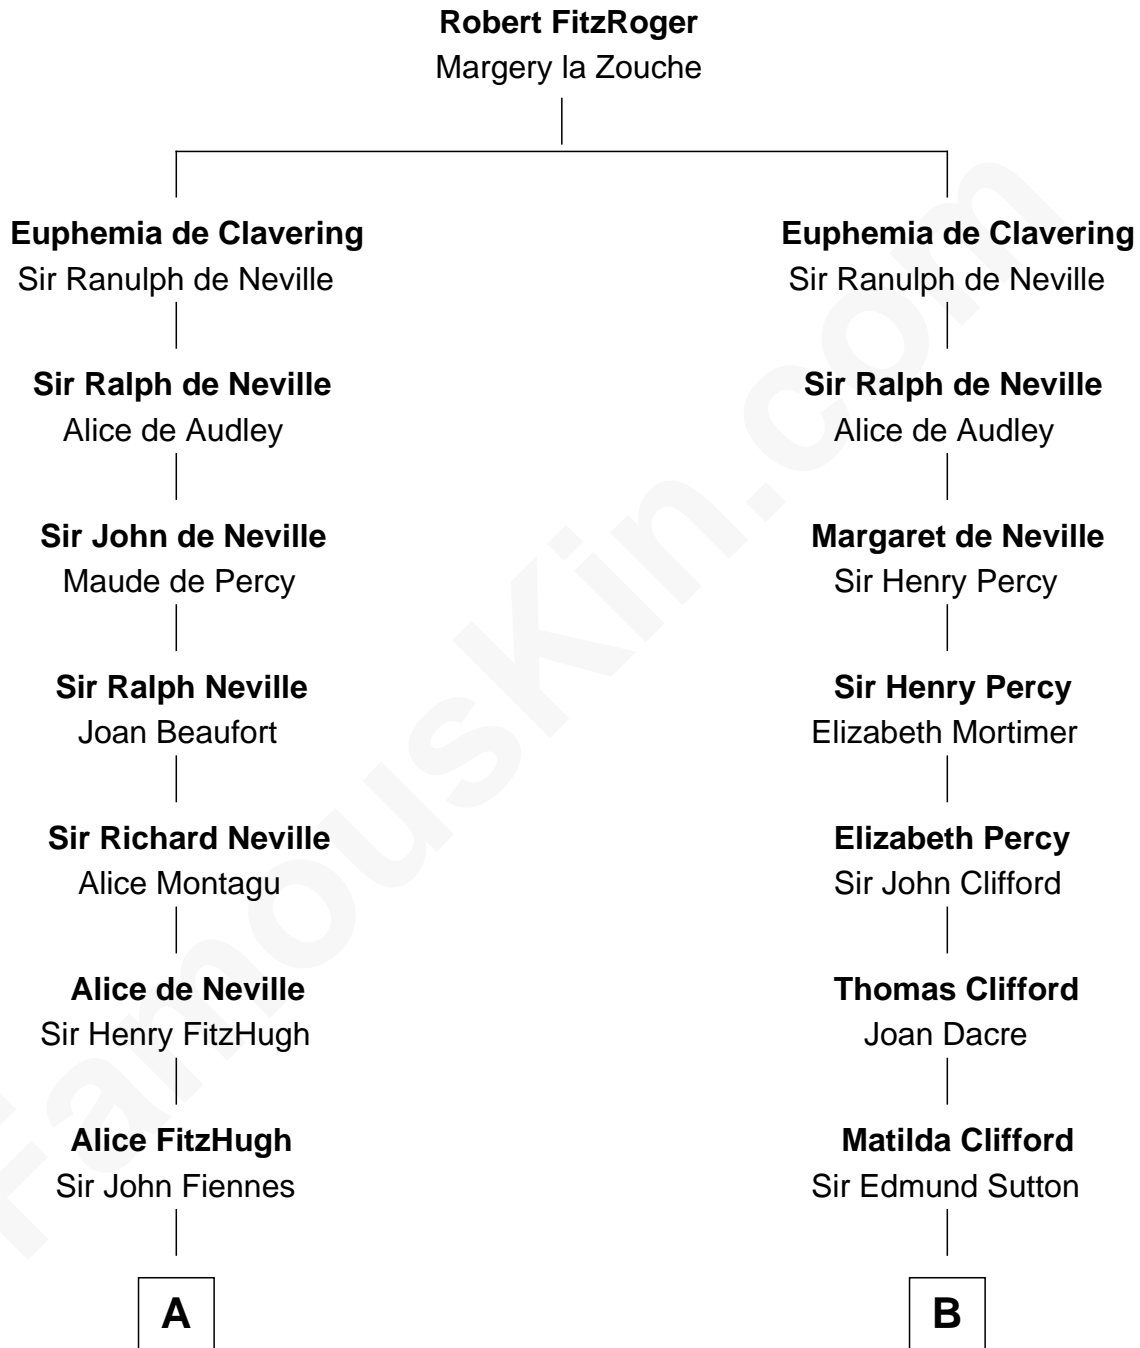 Robert FitzRoger
Margery la Zouche
Euphemia de Clavering
Sir Ranulph de Neville
Euphemia de Clavering
Sir Ranulph de Neville
Sir Ralph de Neville
Alice de Audley
Sir Ralph de Neville
Alice de Audley
Sir John de Neville
Maude de Percy
Margaret de Neville
Sir Henry Percy
Sir Ralph Neville
Joan Beaufort
Sir Henry Percy
Elizabeth Mortimer
Sir Richard Neville
Alice Montagu
Elizabeth Percy
Sir John Clifford
Alice de Neville
Sir Henry FitzHugh
Thomas Clifford
Joan Dacre
Alice FitzHugh
Sir John Fiennes
Matilda Clifford
Sir Edmund Sutton
A
B
FamousKin.com